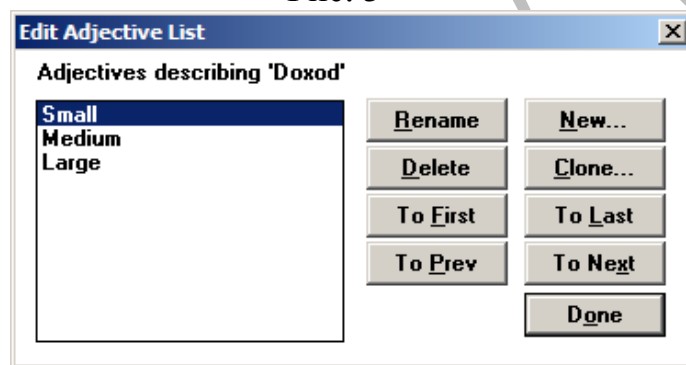 Edit Adjective List
Adjectives describing 'Doxod'
Small
Medium
Large
Rename New...
Delete Clone...
To First To Last
To Prev To Next
Done